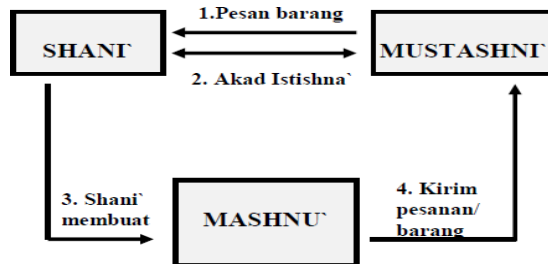 1.Pesan barang
SHANI`
MUSTASHNI`
2. Akad Istishna`
3. Shani`
membuat
MASHNU`
4. Kirim
pesanan/
barang